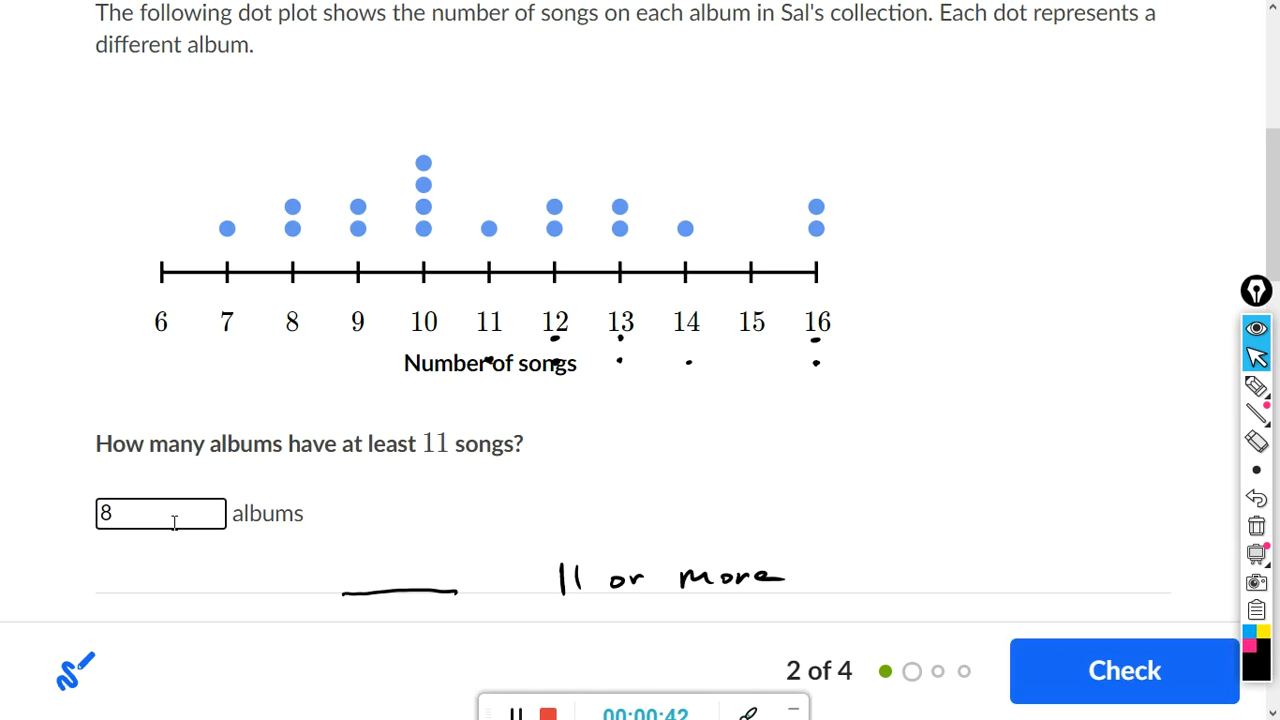 The following dot plot shows the number of songs on each album in Sal's collection. Each dot represents a
different album.
6 7 8 9 10 11 12 13 14 15 16
Number of songs
How many albums have at least 11 songs?
8 albums
11 or more
2 of 4
Check
00:00:42